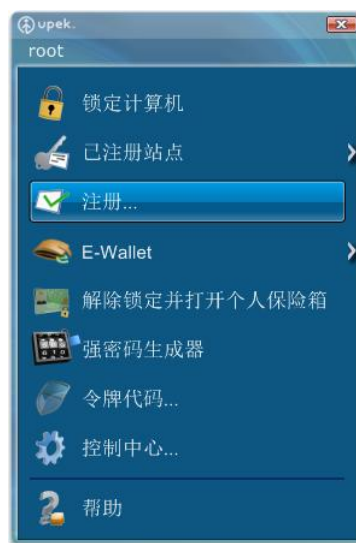 upek.
root
锁定计算机
已注册站点
注册...
E-Wallet
解除锁定并打开个人保险箱
强密码生成器
令牌代码...
控制中心...
帮助